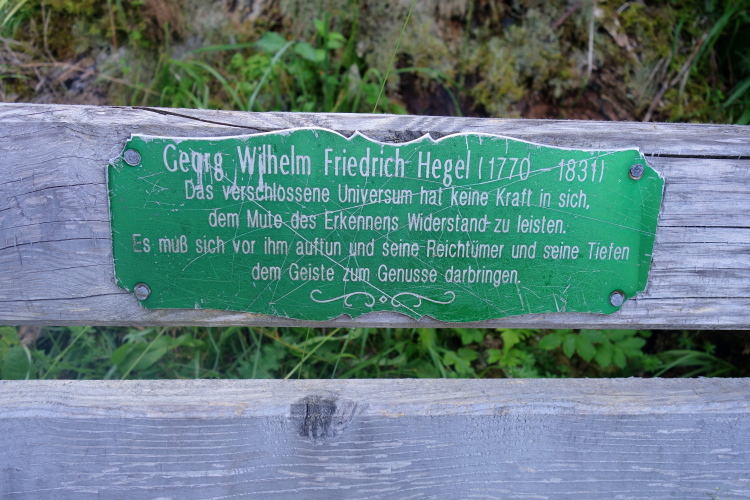 Georg Wilhelm Friedrich Hegel (1770 1831)
Das verschlossene Universum hat keine Kraft in sich,
dem Mute des Erkennens Widerstand zu leisten.
Es muß sich vor ihm auftun und seine Reichtümer und seine Tiefen
dem Geiste zum Genusse darbringen.